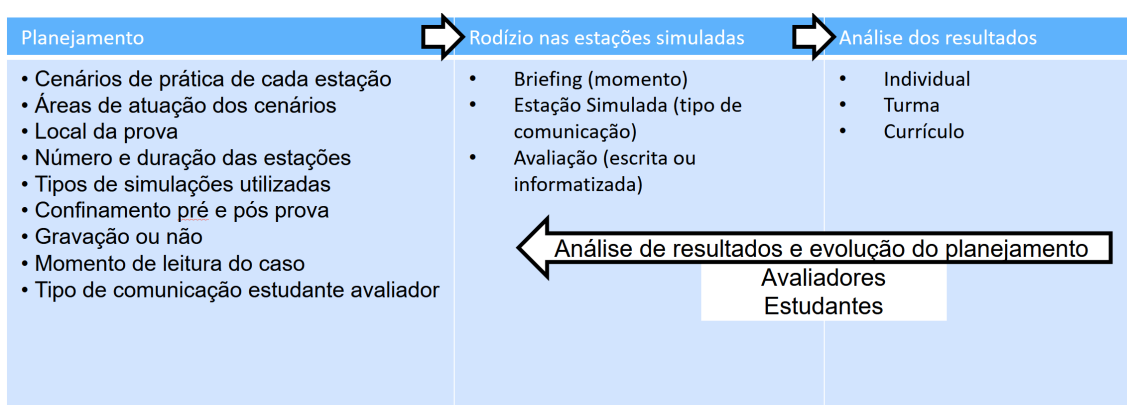 Planejamento
Rodízio nas estações simuladas
Análise dos resultados
• Cenários de prática de cada estação
• Áreas de atuação dos cenários
• Local da prova
• Número e duração das estações
• Tipos de simulações utilizadas
• Confinamento pré e pós prova
• Gravação ou não
• Momento de leitura do caso
• Tipo de comunicação estudante avaliador
• Briefing (momento)
• Estação Simulada (tipo de
comunicação)
• Avaliação (escrita ou
informatizada)
• Individual
• Turma
• Currículo
Análise de resultados e evolução do planejamento
Avaliadores
Estudantes